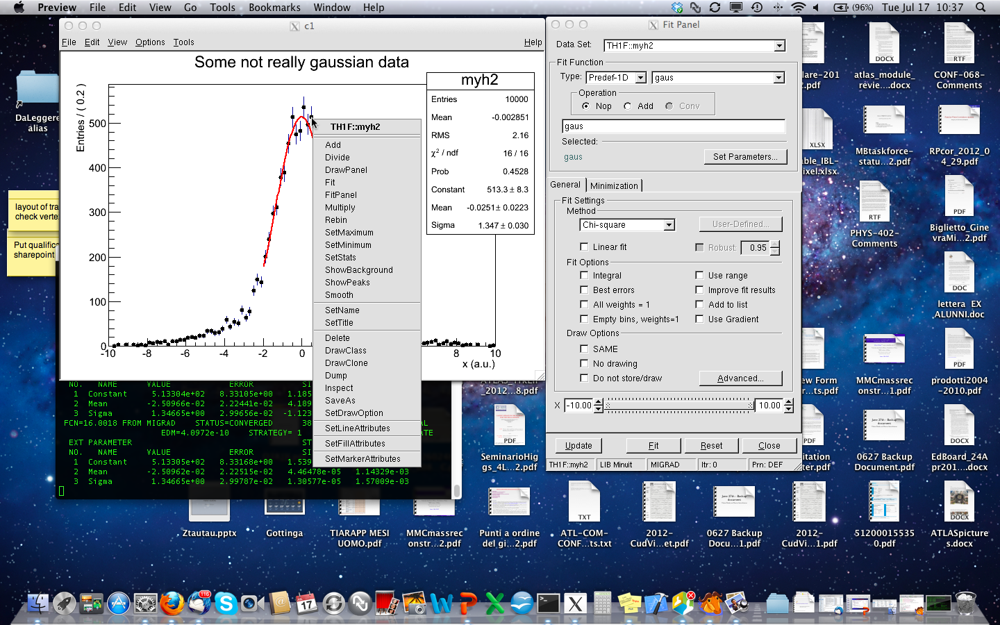 Preview File Edit View Go Tools Bookmarks Window Help
(96%) Tue Jul 17 10:37
c1
File Edit View Options Tools Help
Some not really gaussian data
Entries / ( 0.2 )
500
400
300
200
100
0
-10 -8 -6 -4 -2 0 8 10
x (a.u.)
myh2
Entries 10000
Mean -0.002851
RMS 2.16
χ² / ndf 16 / 16
Prob 0.4528
Constant 513.3 ± 8.3
Mean -0.0251 ± 0.0223
Sigma 1.347 ± 0.030
TH1F::myh2
Add
Divide
DrawPanel
Fit
FitPanel
Multiply
Rebin
SetMaximum
SetMinimum
SetStats
ShowBackground
ShowPeaks
Smooth
SetName
SetTitle
Delete
DrawClass
DrawClone
Dump
Inspect
SaveAs
SetDrawOption
SetLineAttributes
SetFillAttributes
SetMarkerAttributes
Fit Panel
Data Set: TH1F::myh2
Fit Function
Type: Predef-1D gaus
Operation
Nop Add Conv
gaus
Selected:
gaus Set Parameters...
General Minimization
Fit Settings
Method
Chi-square User-Defined...
Linear fit Robust: 0.95
Fit Options
Integral Use range
Best errors Improve fit results
All weights = 1 Add to list
Empty bins, weights=1 Use Gradient
Draw Options
SAME
No drawing
Do not store/draw Advanced...
X -10.00 10.00
Update Fit Reset Close
TH1F::myh2 LIB Minuit MIGRAD Itr: 0 Prn: DEF
NO. NAME VALUE ERROR SI
1 Constant 5.13304e+02 8.33105e+00 1.185
2 Mean -2.50966e-02 2.22441e-02 4.189
3 Sigma 1.34665e+00 2.99656e-02 -1.123
FCN=16.0018 FROM MIGRAD STATUS=CONVERGED 38 AL
EDM=4.0972e-10 STRATEGY= 1 ATE
EXT PARAMETER ST
NO. NAME VALUE ERROR SI
1 Constant 5.13305e+02 8.33168e+00 1.539
2 Mean -2.50962e-02 2.22515e-02 4.46478e-05 1.14329e-03
3 Sigma 1.34665e+00 2.99787e-02 1.30577e-05 1.57009e-03
DaLeggere
alias
layout of tra
check verte
Put qualific
sharepoint
lare-201
2.pdf
DOCX
atlas_module_
revie....docx
RTF
CONF-068-
Comments
XLSX
ble_IBL-
ixel.xlsx
MBtaskforce-
statu...2.pdf
RPcor_2012_0
4_29.pdf
RTF
PHYS-402-
Comments
PDF
Biglietto_Gine
vraMi...2.pdf
DOC
lettera EX
ALUNNI.doc
_2012...8.pdf
ew Form
...1.pdf
MMCmassrec
onstr...1.pdf
PDF
prodotti2004
-2010.pdf
PDF
SeminarioHig
gs_4L...2.pdf
PDF
itation
ter.pdf
0627 Backup
Document.pdf
EdBoard_24A
pr201....docx
Ztautau.pptx
Gottinga
TIARAPP MESI
UOMO.pdf
MMCmassrec
onstr...2.pdf
Punti a ordine
del gi...2.pdf
TXT
ATL-COM-
CONF...ts.txt
2012-
CudVi...et.pdf
June 27th - Backup
document
0627 Backup
Docu...1.pdf
2012-
CudVi...1.pdf
51200015535
0.pdf
DOCX
ATLASpicture
s.docx
116
JUL
17